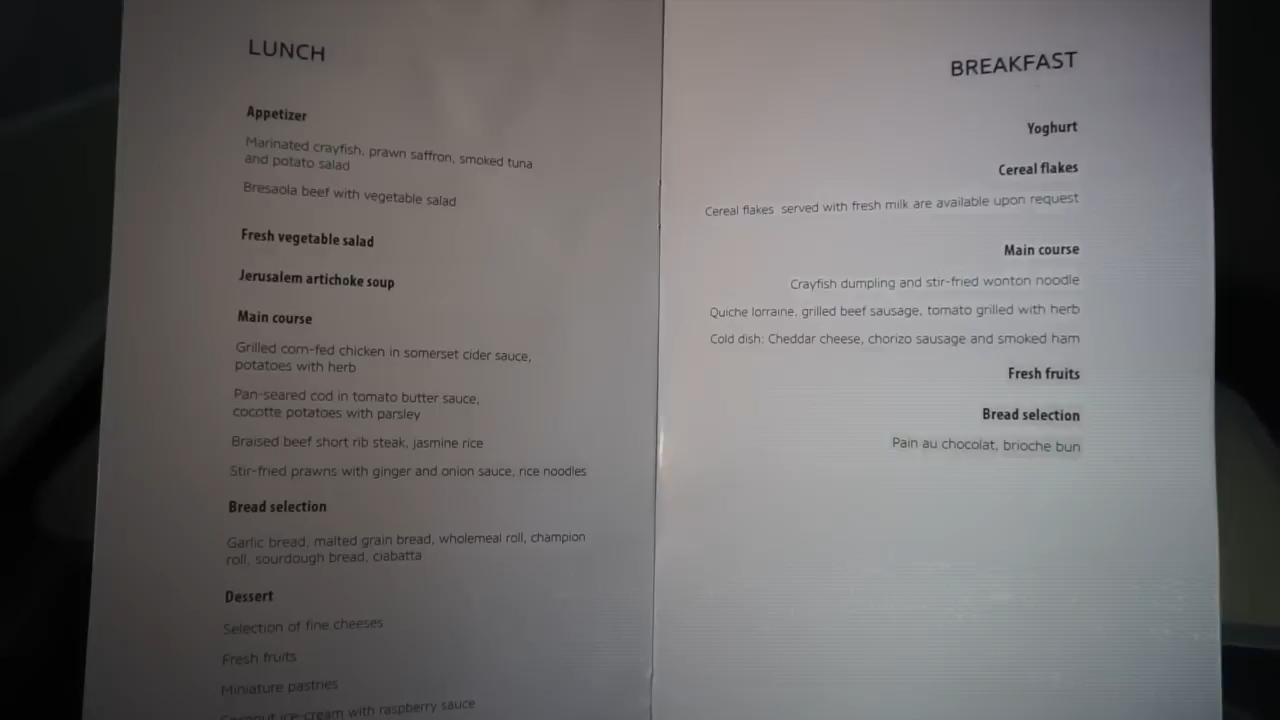 LUNCH
Appetizer
Marinated crayfish, prawn saffron, smoked tuna
and potato salad
Bresaola beef with vegetable salad
Fresh vegetable salad
Jerusalem artichoke soup
Main course
Grilled corn-fed chicken in somerset cider sauce,
potatoes with herb
Pan-seared cod in tomato butter sauce,
cocotte potatoes with parsley
Braised beef short rib steak, jasmine rice
Stir-fried prawns with ginger and onion sauce, rice noodles
Bread selection
Garlic bread, malted grain bread, wholemeal roll, champion
roll, sourdough bread, ciabatta
Dessert
Selection of fine cheeses
Fresh fruits
Miniature pastries
Coconut ice-cream with raspberry sauce
BREAKFAST
Yoghurt
Cereal flakes
Cereal flakes served with fresh milk are available upon request
Main course
Crayfish dumpling and stir-fried wonton noodle
Quiche lorraine, grilled beef sausage, tomato grilled with herb
Cold dish: Cheddar cheese, chorizo sausage and smoked ham
Fresh fruits
Bread selection
Pain au chocolat, brioche bun